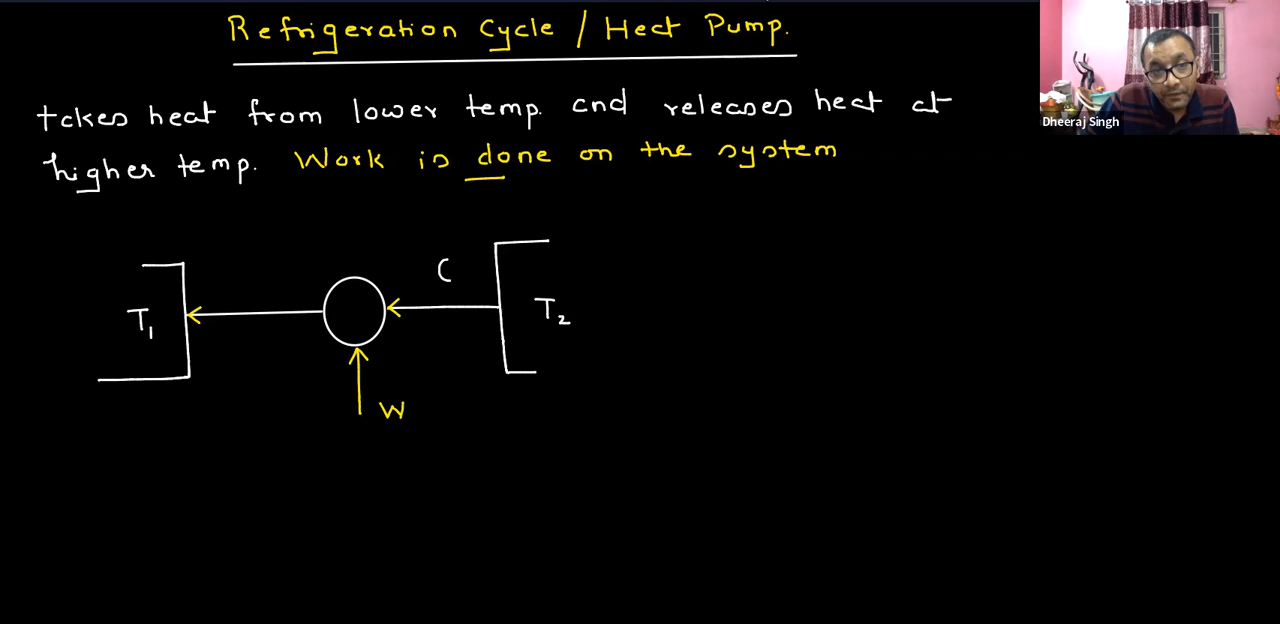 Refrigeration Cycle / Heat Pump.
takes heat from lower temp. and releases heat at
higher temp. Work is done on the system
Dheeraj Singh
T1
T2
W